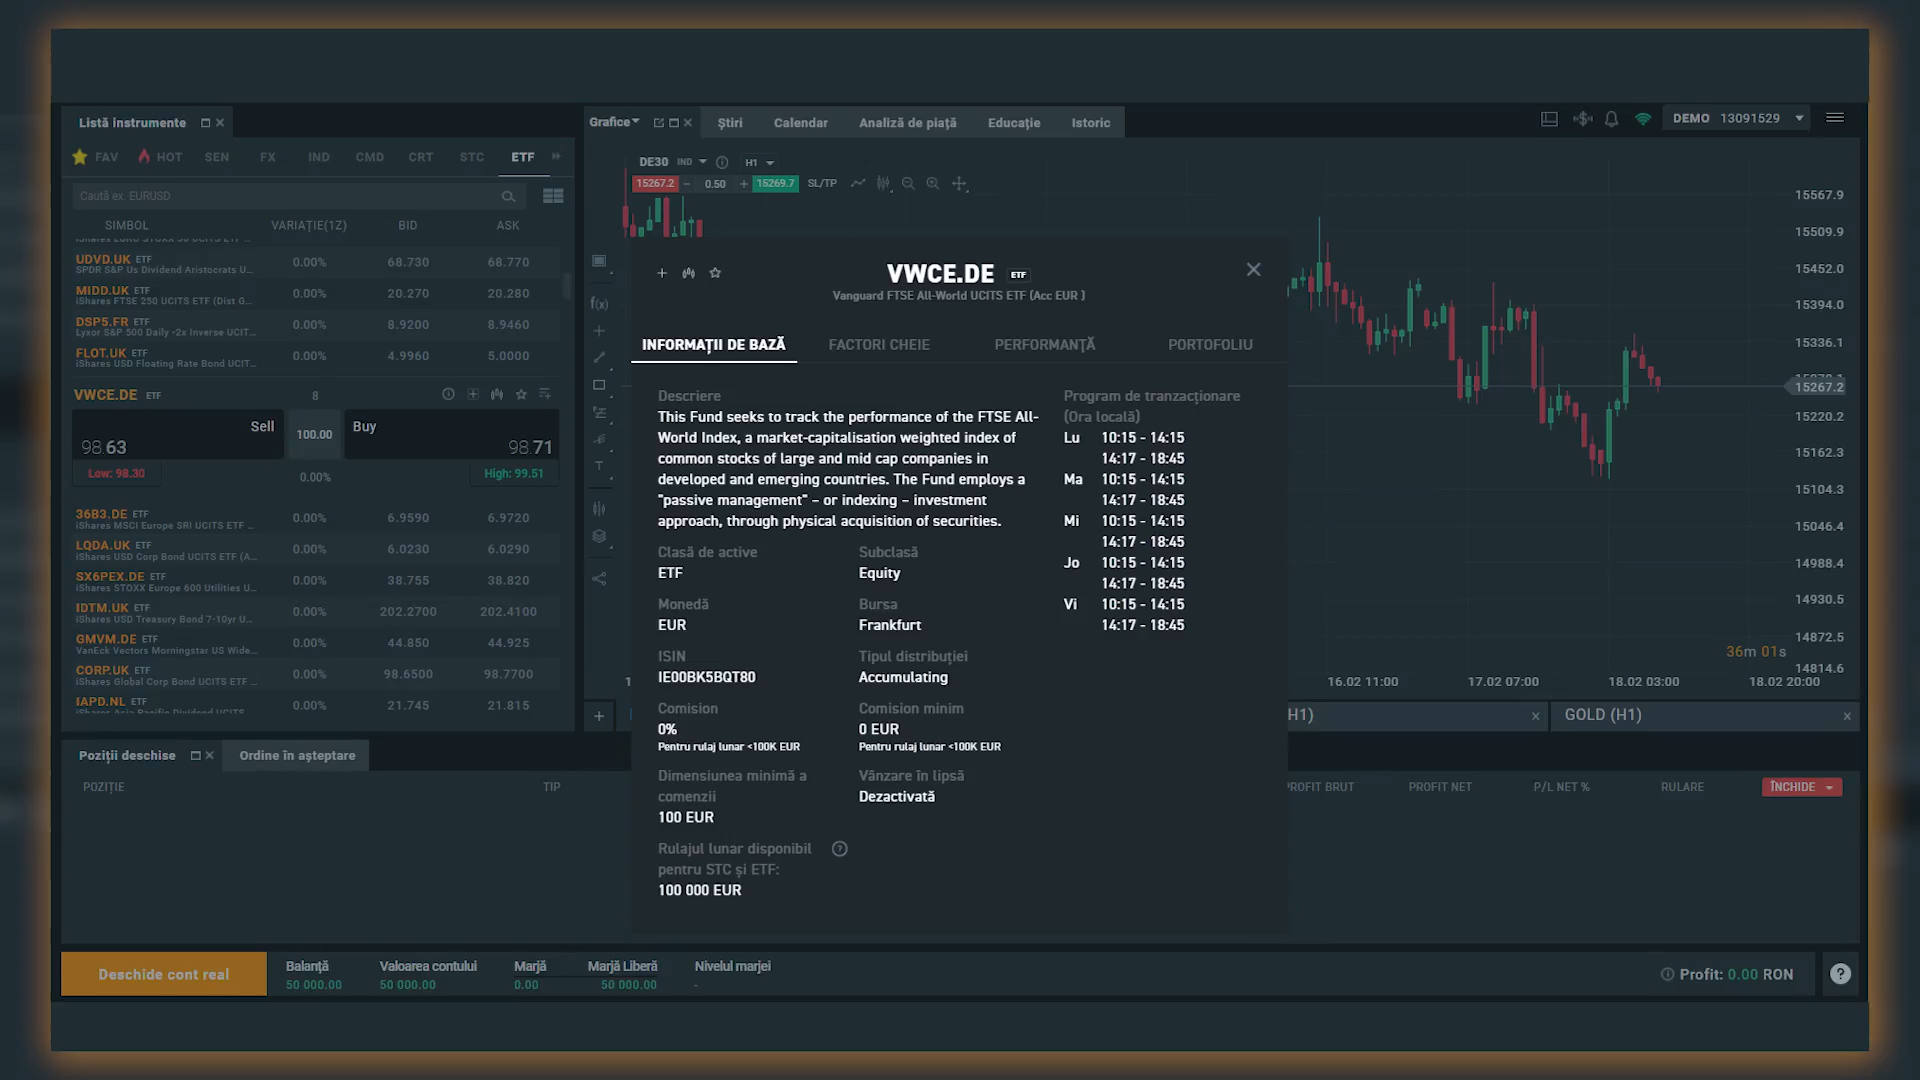 Listă instrumente
Grafice
Știri
Calendar
Analiză de piață
Educație
Istoric
DEMO 13091529
FAV
HOT
SEN
FX
IND
CMD
CRT
STC
ETF
Caută ex. EURUSD
SIMBOL
VARIAȚIE(1Z)
BID
ASK
UDVD.UK ETF
SPDR S&P Us Dividend Aristocrats U...
0.00%
68.730
68.770
MIDD.UK ETF
iShares FTSE 250 UCITS ETF (Dist G...
0.00%
20.270
20.280
DSP5.FR ETF
Lyxor S&P 500 Daily -2x Inverse UCIT...
0.00%
8.9200
8.9460
FLOT.UK ETF
iShares USD Floating Rate Bond UCIT...
0.00%
4.9960
5.0000
VWCE.DE ETF
8
Sell
98.63
100.00
Buy
98.71
Low: 98.30
0.00%
High: 99.51
36B3.DE ETF
iShares MSCI Europe SRI UCITS ETF ...
0.00%
6.9590
6.9720
LQDA.UK ETF
iShares USD Corp Bond UCITS ETF (A...
0.00%
6.0230
6.0290
SX6PEX.DE ETF
iShares STOXX Europe 600 Utilities U...
0.00%
38.755
38.820
IDTM.UK ETF
iShares USD Treasury Bond 7-10yr U...
0.00%
202.2700
202.4100
GMVM.DE ETF
VanEck Vectors Morningstar US Wide...
0.00%
44.850
44.925
CORP.UK ETF
iShares Global Corp Bond UCITS ETF ...
0.00%
98.6500
98.7700
IAPD.NL ETF
iShares Asia Pacific Dividend UCITS
0.00%
21.745
21.815
DE30 IND
H1
15267.2
0.50
15269.7
SL/TP
f(x)
T
VWCE.DE ETF
Vanguard FTSE All-World UCITS ETF (Acc EUR )
INFORMAȚII DE BAZĂ
FACTORI CHEIE
PERFORMANȚĂ
PORTOFOLIU
Descriere
This Fund seeks to track the performance of the FTSE All-
World Index, a market-capitalisation weighted index of
common stocks of large and mid cap companies in
developed and emerging countries. The Fund employs a
"passive management" – or indexing – investment
approach, through physical acquisition of securities.
Clasă de active
ETF
Subclasă
Equity
Monedă
EUR
Bursa
Frankfurt
ISIN
IE00BK5BQT80
Tipul distribuției
Accumulating
Comision
0%
Pentru rulaj lunar <100K EUR
Comision minim
0 EUR
Pentru rulaj lunar <100K EUR
Dimensiunea minimă a
comenzii
100 EUR
Vânzare în lipsă
Dezactivată
Rulajul lunar disponibil
pentru STC și ETF:
100 000 EUR
Program de tranzacționare
(Ora locală)
Lu 10:15 - 14:15
14:17 - 18:45
Ma 10:15 - 14:15
14:17 - 18:45
Mi 10:15 - 14:15
14:17 - 18:45
Jo 10:15 - 14:15
14:17 - 18:45
Vi 10:15 - 14:15
14:17 - 18:45
15567.9
15509.9
15452.0
15394.0
15336.1
15267.2
15220.2
15162.3
15104.3
15046.4
14988.4
14930.5
14872.5
14814.6
36m 01s
16.02 11:00
17.02 07:00
18.02 03:00
18.02 20:00
H1)
GOLD (H1)
Poziții deschise
Ordine în așteptare
POZIȚIE
TIP
PROFIT BRUT
PROFIT NET
P/L NET %
RULARE
ÎNCHIDE
Deschide cont real
Balanță
50 000.00
Valoarea contului
50 000.00
Marjă
0.00
Marjă Liberă
50 000.00
Nivelul marjei
-
Profit: 0.00 RON